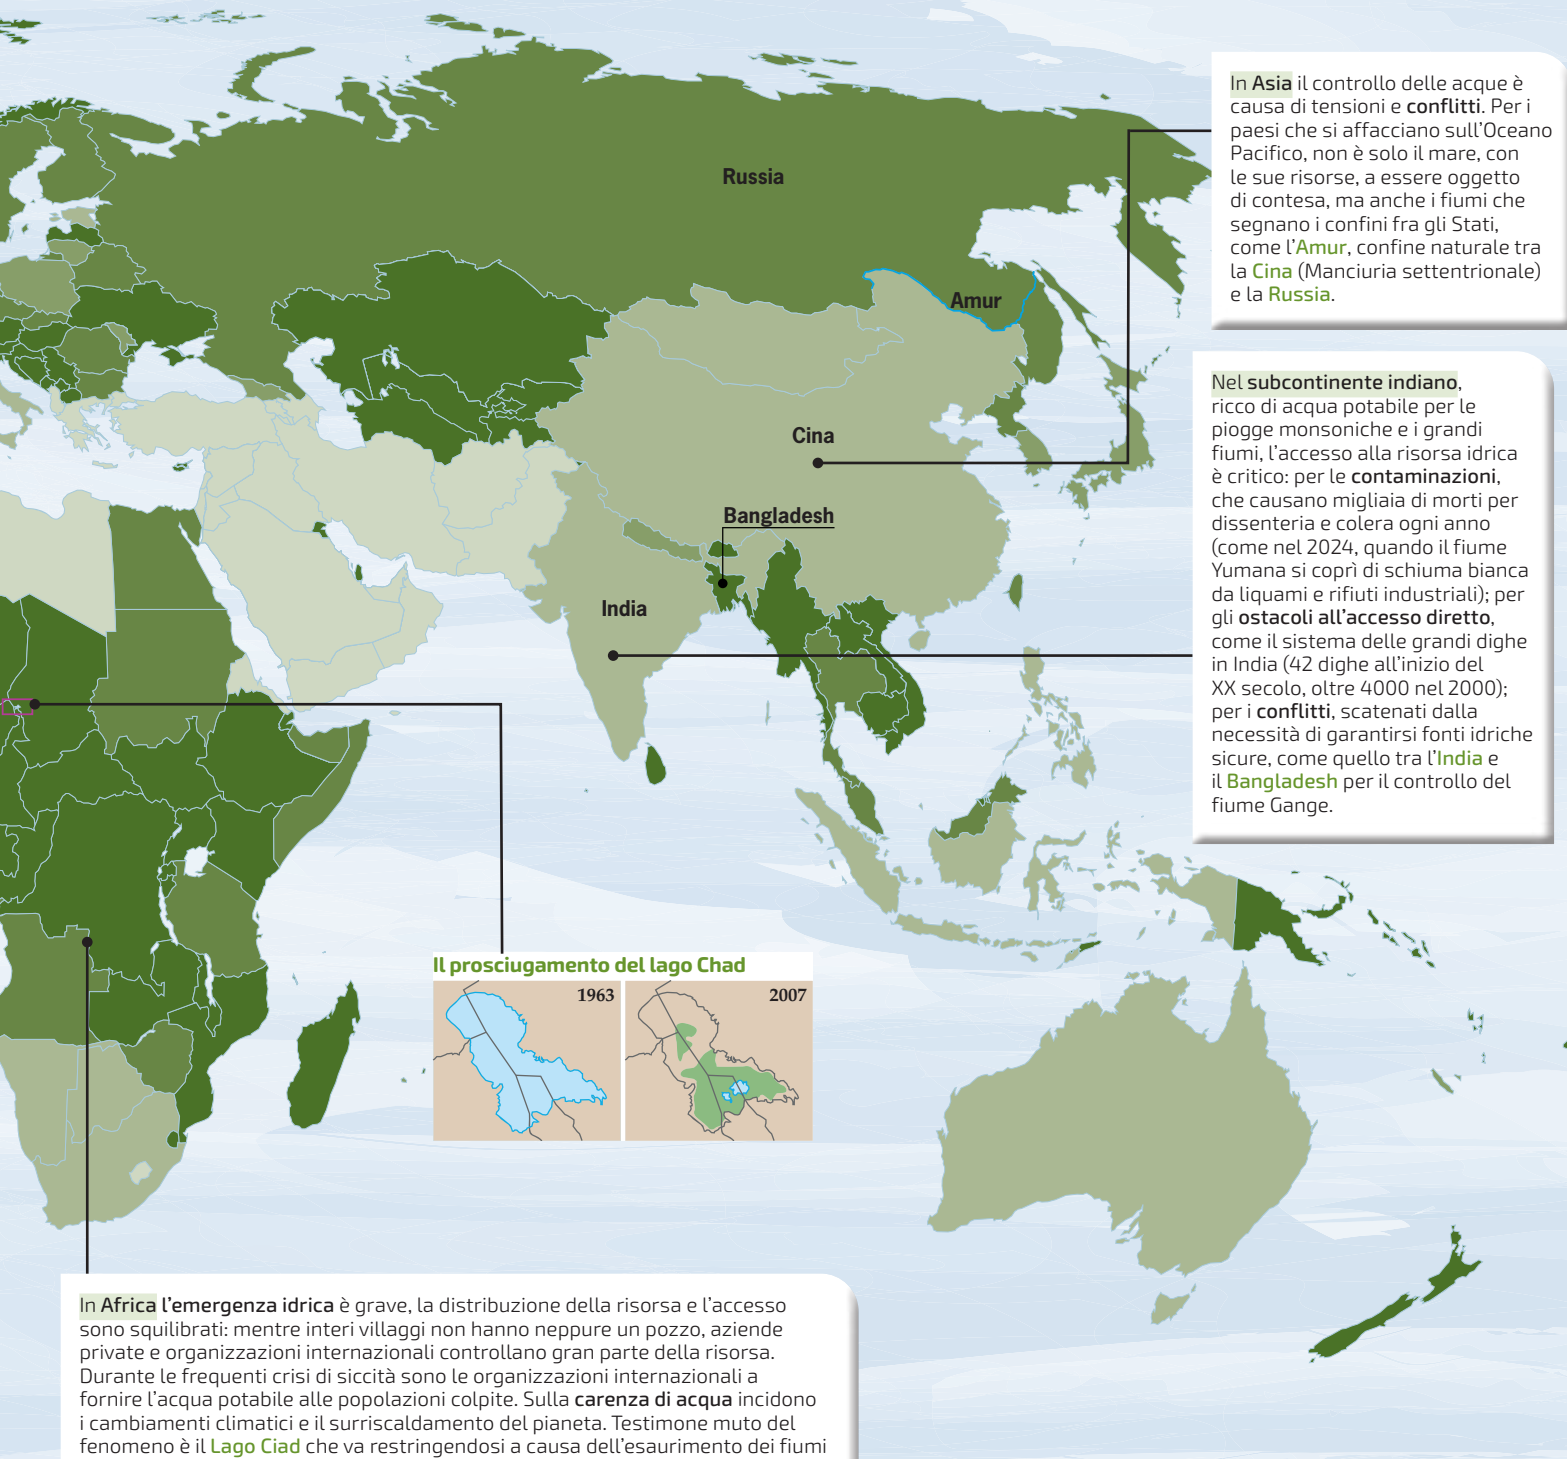 In Asia il controllo delle acque è
causa di tensioni e conflitti. Per i
paesi che si affacciano sull'Oceano
Pacifico, non è solo il mare, con
le sue risorse, a essere oggetto
di contesa, ma anche i fiumi che
segnano i confini fra gli Stati,
come l'Amur, confine naturale tra
la Cina (Manciuria settentrionale)
e la Russia.
Russia
Amur
Cina
Bangladesh
India
Nel subcontinente indiano,
ricco di acqua potabile per le
piogge monsoniche e i grandi
fiumi, l'accesso alla risorsa idrica
è critico: per le contaminazioni,
che causano migliaia di morti per
dissenteria e colera ogni anno
(come nel 2024, quando il fiume
Yumana si coprì di schiuma bianca
da liquami e rifiuti industriali); per
gli ostacoli all'accesso diretto,
come il sistema delle grandi dighe
in India (42 dighe all'inizio del
XX secolo, oltre 4000 nel 2000);
per i conflitti, scatenati dalla
necessità di garantirsi fonti idriche
sicure, come quello tra l'India e
il Bangladesh per il controllo del
fiume Gange.
Il prosciugamento del lago Chad
1963
2007
In Africa l'emergenza idrica è grave, la distribuzione della risorsa e l'accesso
sono squilibrati: mentre interi villaggi non hanno neppure un pozzo, aziende
private e organizzazioni internazionali controllano gran parte della risorsa.
Durante le frequenti crisi di siccità sono le organizzazioni internazionali a
fornire l'acqua potabile alle popolazioni colpite. Sulla carenza di acqua incidono
i cambiamenti climatici e il surriscaldamento del pianeta. Testimone muto del
fenomeno è il Lago Ciad che va restringendosi a causa dell'esaurimento dei fiumi